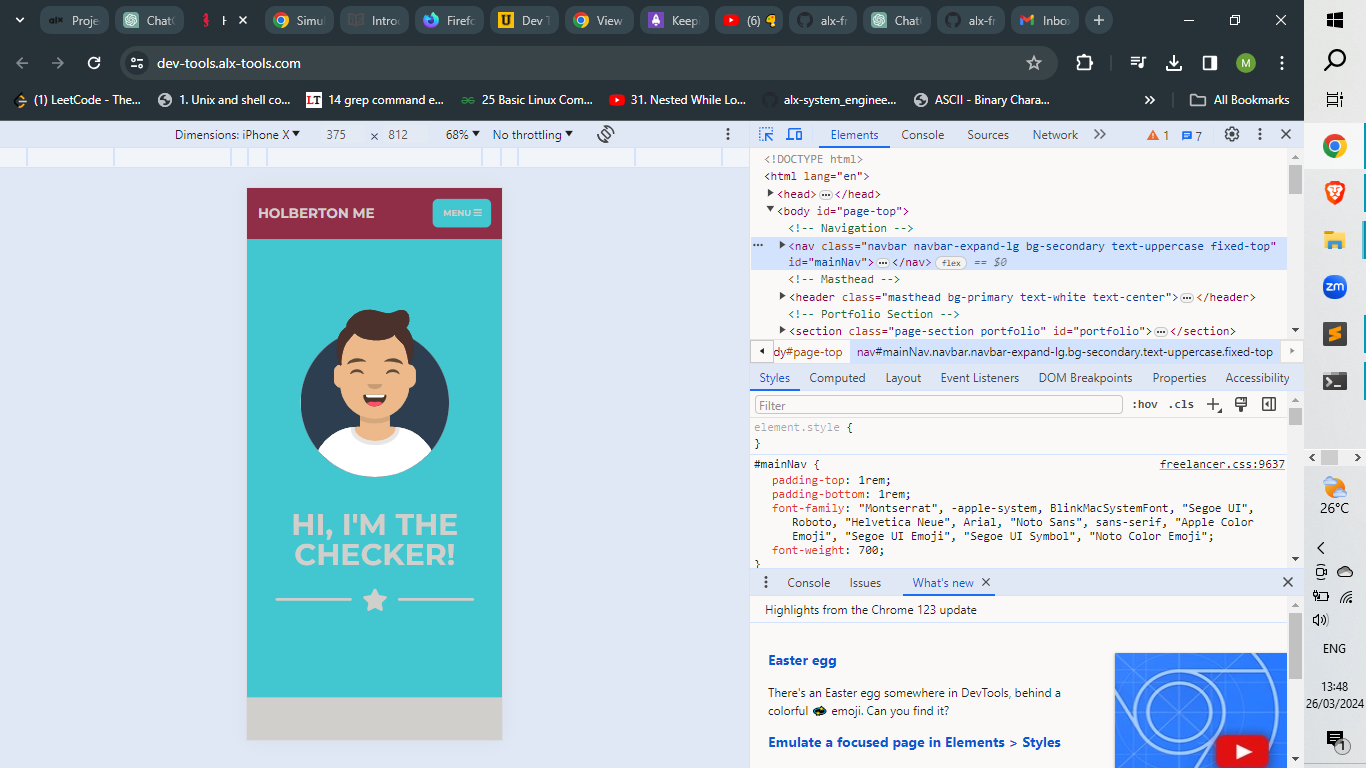 alx Proje
ChatG
H
Simul
Introd
Firefo
Dev T
View
Keep
(6)
alx-fr
Chat
alx-fr
Inbox
dev-tools.alx-tools.com
M
(1) LeetCode - The...
1. Unix and shell co...
LT 14 grep command e...
25 Basic Linux Com...
31. Nested While Lo...
alx-system_enginee...
ASCII - Binary Chara...
All Bookmarks
Dimensions: iPhone X 375 × 812 68% No throttling
HOLBERTON ME
MENU
HI, I'M THE
CHECKER!
Elements Console Sources Network 1 7
<!DOCTYPE html>
<html lang="en">
<head> ⋯ </head>
<body id="page-top">
<!-- Navigation -->
<nav class="navbar navbar-expand-lg bg-secondary text-uppercase fixed-top"
id="mainNav"> ⋯ </nav> flex == $0
<!-- Masthead -->
<header class="masthead bg-primary text-white text-center"> ⋯ </header>
<!-- Portfolio Section -->
<section class="page-section portfolio" id="portfolio"> ⋯ </section>
dy#page-top nav#mainNav.navbar.navbar-expand-lg.bg-secondary.text-uppercase.fixed-top
Styles Computed Layout Event Listeners DOM Breakpoints Properties Accessibility
Filter :hov .cls
element.style {
}
#mainNav { freelancer.css:9637
padding-top: 1rem;
padding-bottom: 1rem;
font-family: "Montserrat", -apple-system, BlinkMacSystemFont, "Segoe UI",
Roboto, "Helvetica Neue", Arial, "Noto Sans", sans-serif, "Apple Color
Emoji", "Segoe UI Emoji", "Segoe UI Symbol", "Noto Color Emoji";
font-weight: 700;
}
Console Issues What's new
Highlights from the Chrome 123 update
Easter egg
There's an Easter egg somewhere in DevTools, behind a
colorful emoji. Can you find it?
Emulate a focused page in Elements > Styles
zm
26°C
ENG
13:48
26/03/2024
1